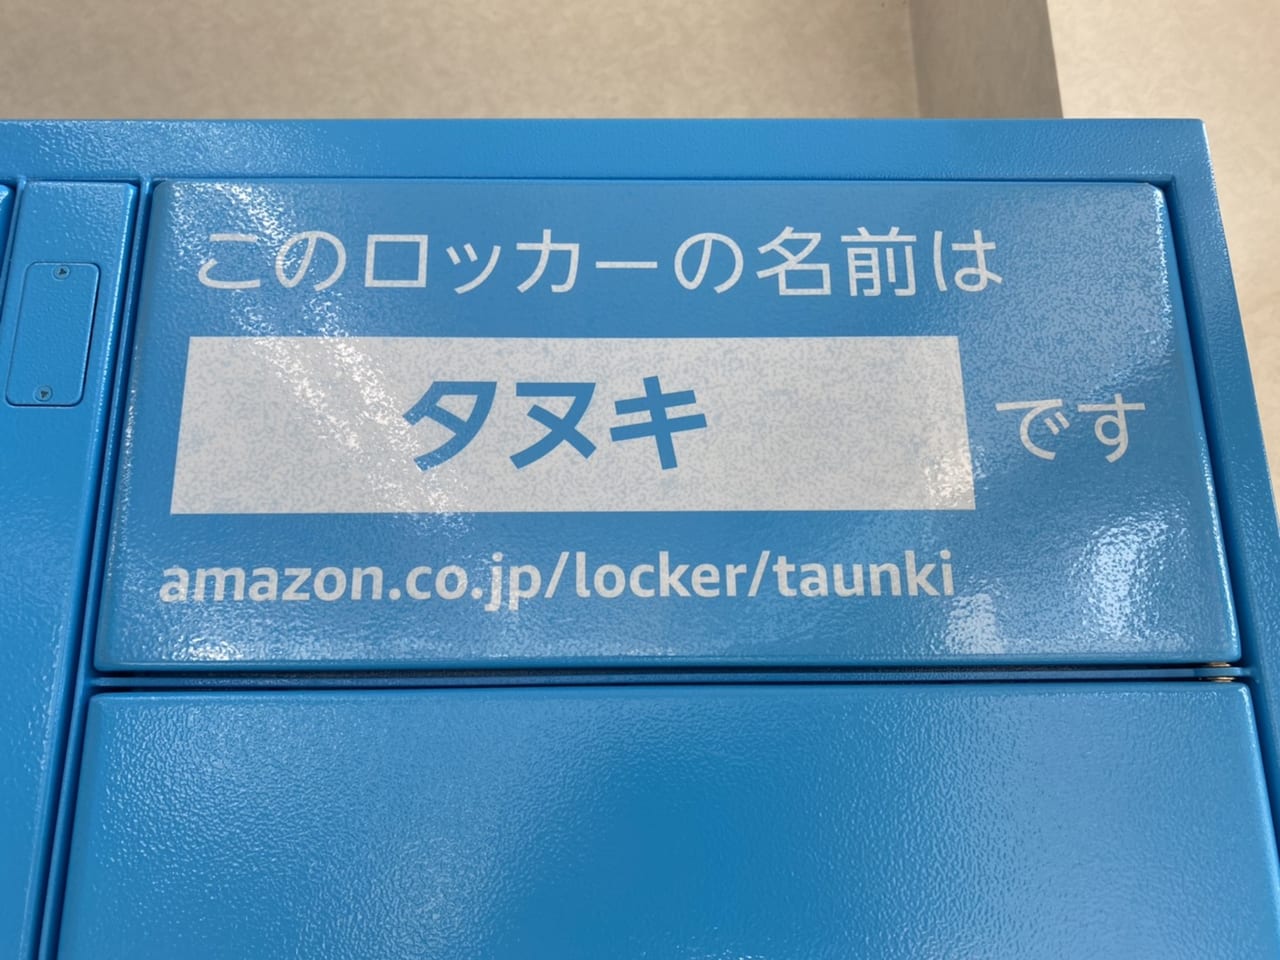 このロッカーの名前は
タヌキ です
amazon.co.jp/locker/taunki